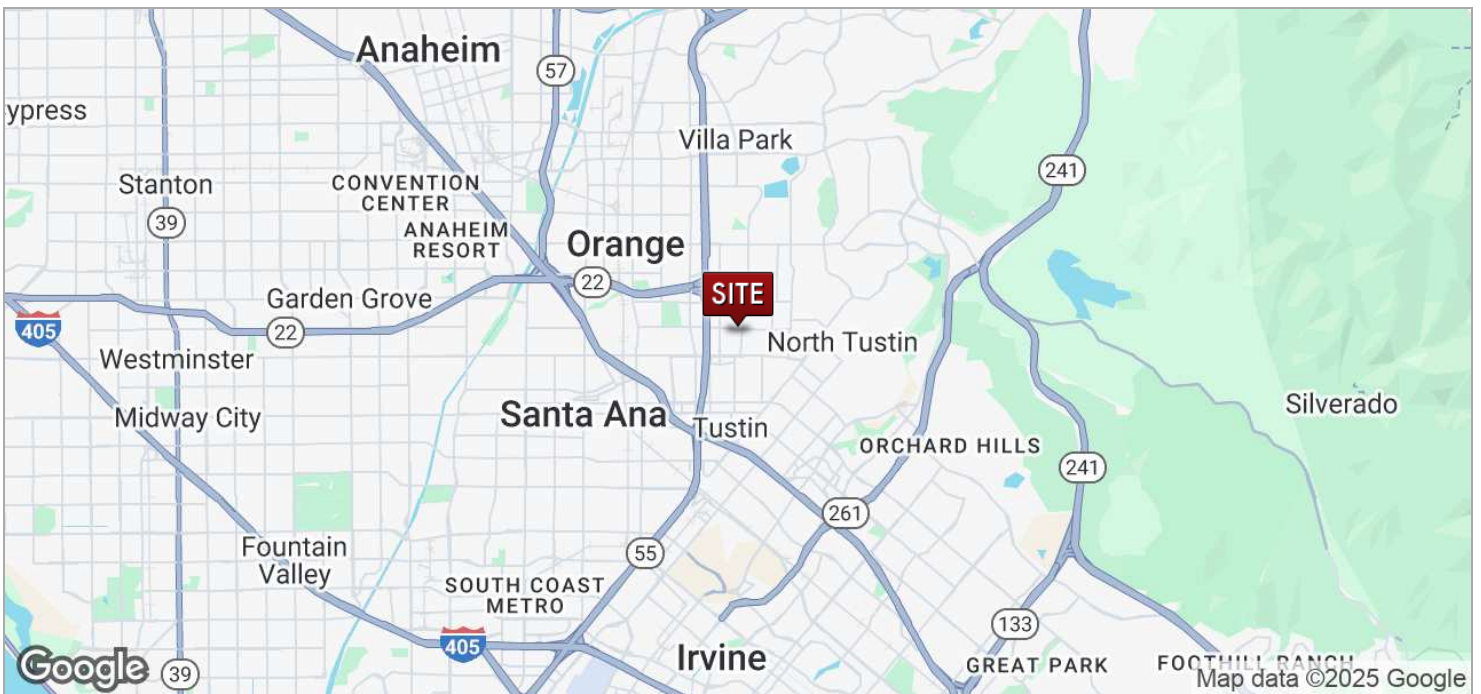 Anaheim
57
ypress
Villa Park
241
Stanton
CONVENTION
CENTER
39
ANAHEIM
RESORT
Orange
22
SITE
Garden Grove
405
22
North Tustin
Westminster
Silverado
Midway City
Santa Ana
Tustin
ORCHARD HILLS
241
261
Fountain
Valley
55
SOUTH COAST
METRO
133
405
Irvine
GREAT PARK
FOOTHILL RANCH
Google
39
Map data ©2025 Google